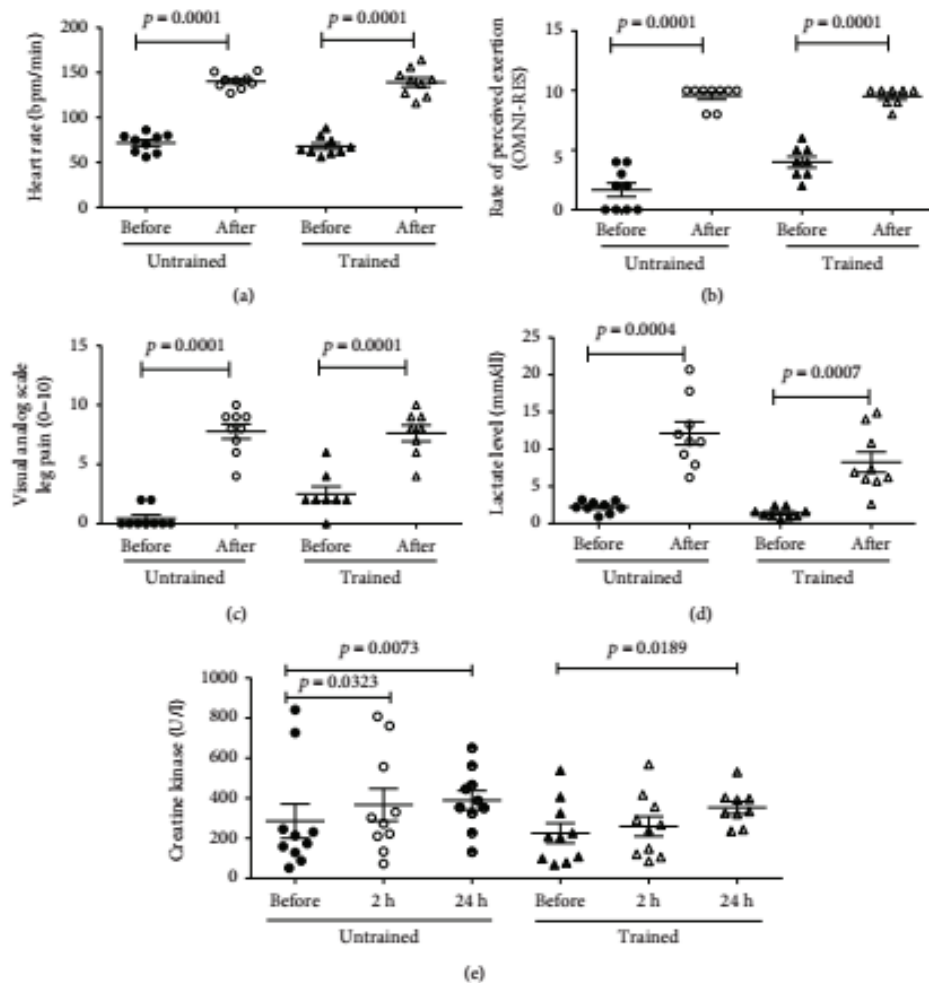 p = 0.0001
p = 0.0001
200
150
100
50
0
Heart rate (bpm/min)
Before
After
Before
After
Untrained
Trained
(a)
p = 0.0001
p = 0.0001
15
10
5
0
Rate of perceived exertion
(OMNI-RES)
Before
After
Before
After
Untrained
Trained
(b)
p = 0.0001
p = 0.0001
15
10
5
0
Visual analog scale
leg pain (0–10)
Before
After
Before
After
Untrained
Trained
(c)
p = 0.0004
p = 0.0007
25
20
15
10
5
0
Lactate level (mm/dl)
Before
After
Before
After
Untrained
Trained
(d)
p = 0.0073
p = 0.0189
p = 0.0323
1000
800
600
400
200
0
Creatine kinase (U/l)
Before
2 h
24 h
Before
2 h
24 h
Untrained
Trained
(e)